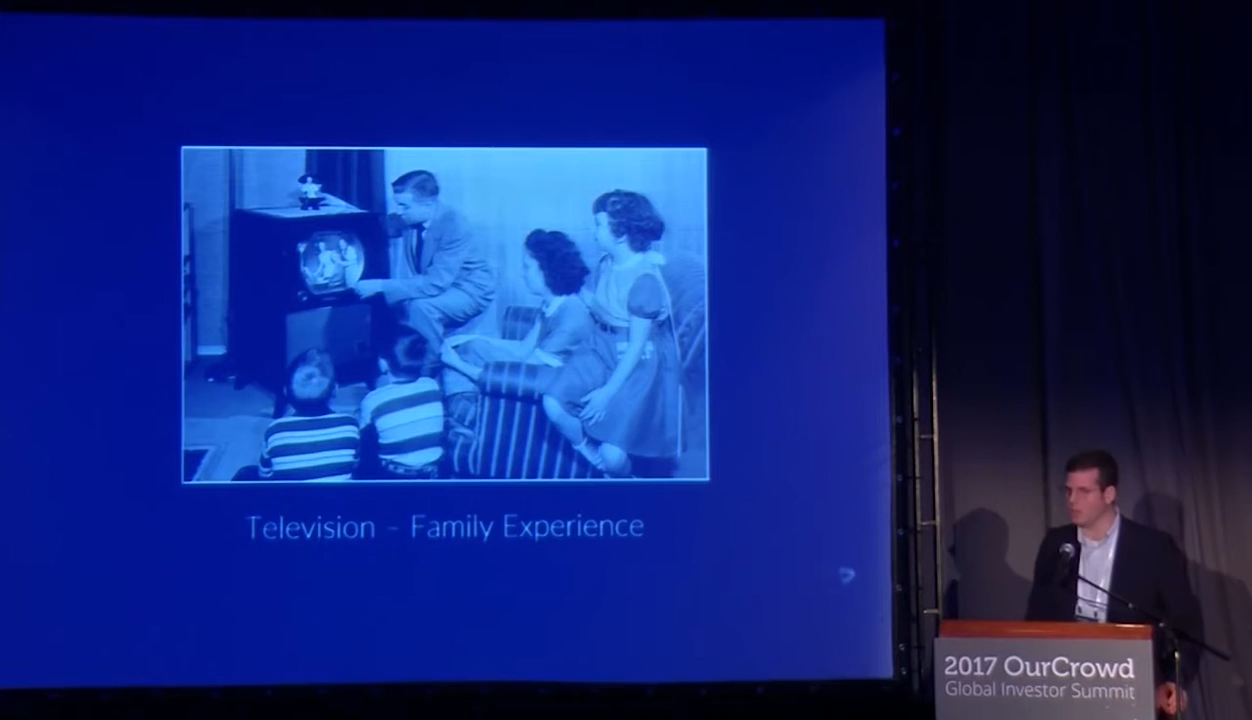 Television - Family Experience
2017 OurCrowd
Global Investor Summit